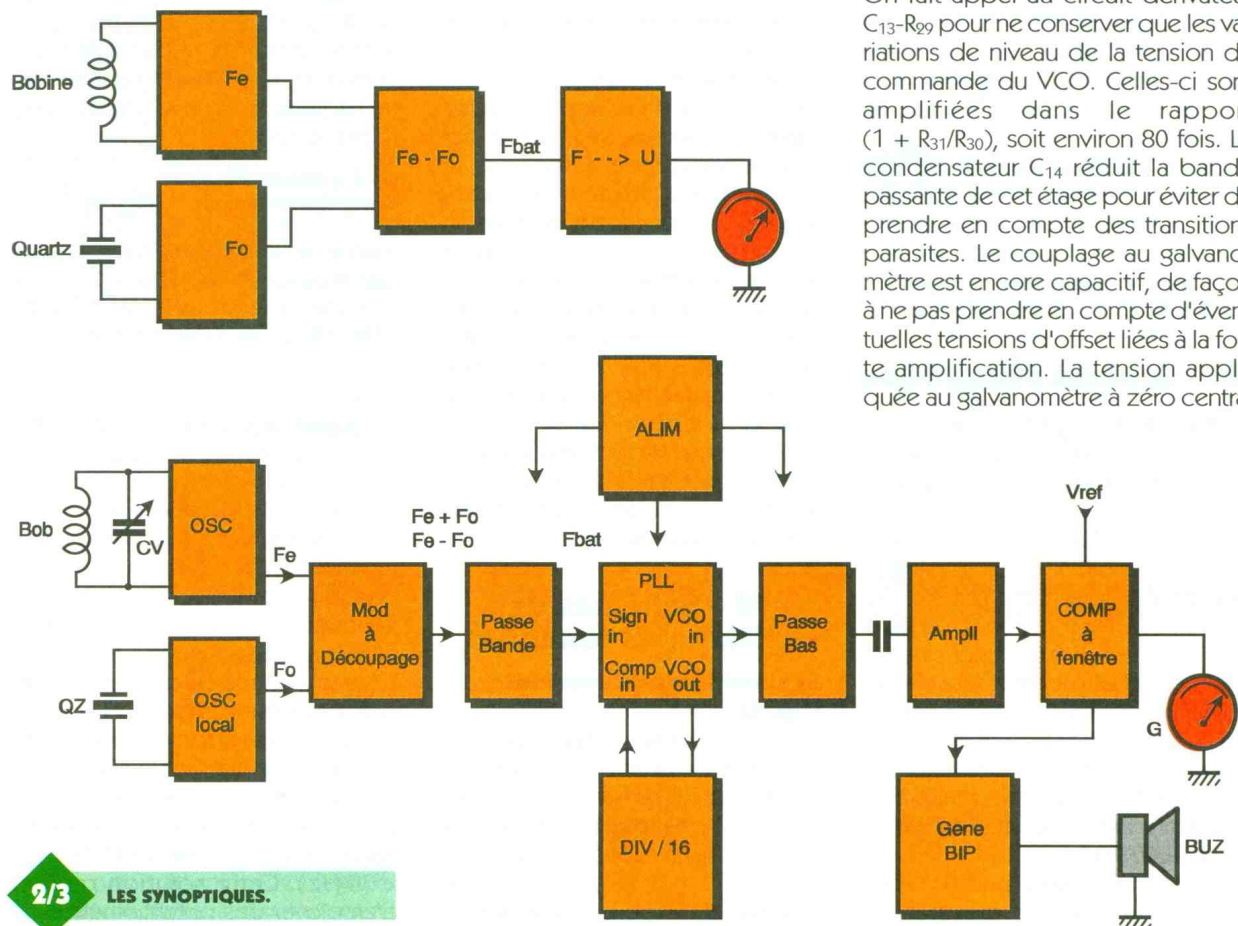 C13-R29 pour ne conserver que les va-
riations de niveau de la tension d
commande du VCO. Celles-ci sor
amplifiées dans le rappor
(1 + R31/R30), soit environ 80 fois. L
condensateur C14 réduit la band
passante de cet étage pour éviter d
prendre en compte des transition
parasites. Le couplage au galvano
mètre est encore capacitif, de faço
à ne pas prendre en compte d'éven
tuelles tensions d'offset liées à la for
te amplification. La tension appli
quée au galvanomètre à zéro centra
Bobine
Fe
Quartz
Fo
Fe - Fo
Fbat
F --> U
ALIM
Bob
CV
OSC
Fe
QZ
OSC
local
Fo
Mod
à
Découpage
Fe + Fo
Fe - Fo
Passe
Bande
Fbat
PLL
Sign VCO
in in
Comp VCO
in out
DIV / 16
Passe
Bas
Ampli
Vref
COMP
à
fenêtre
G
Gene
BIP
BUZ
2/3 LES SYNOPTIQUES.